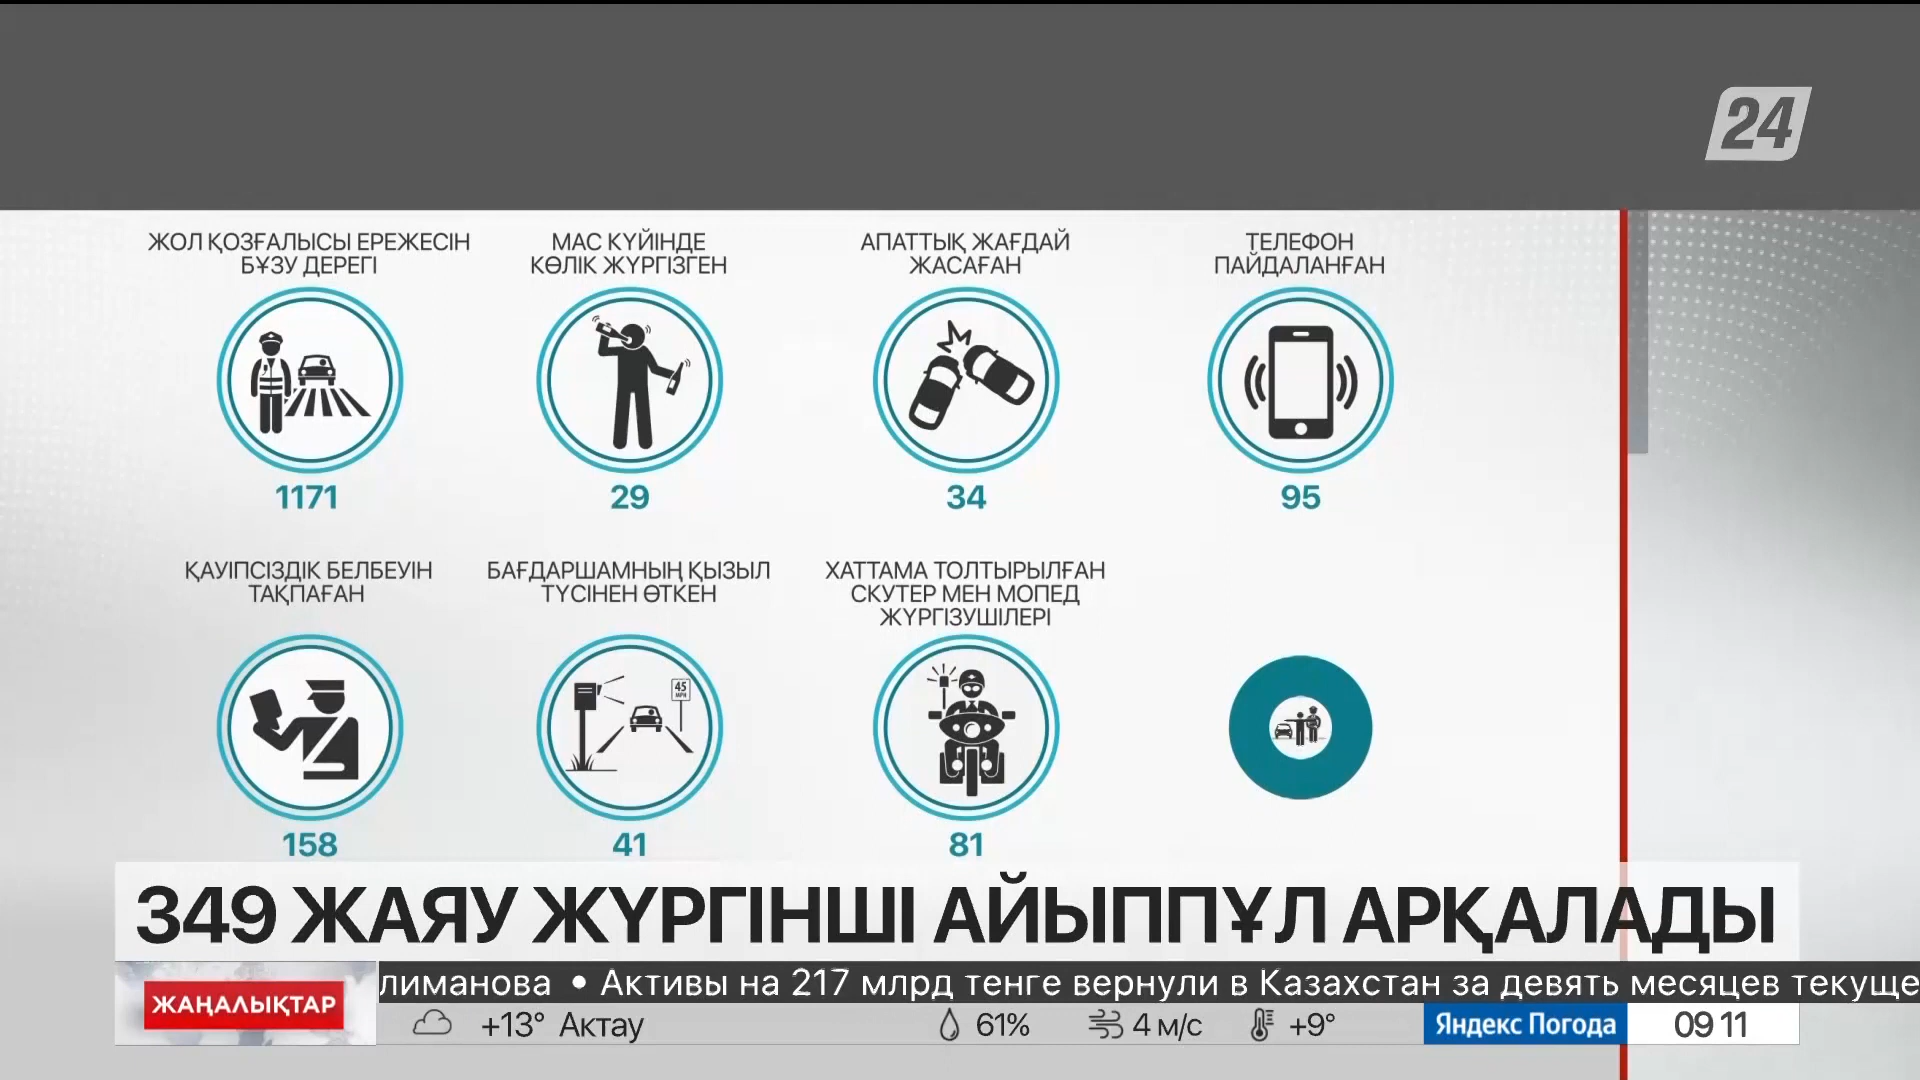 24
ЖОЛ ҚОЗҒАЛЫСЫ ЕРЕЖЕСІН
БҰЗУ ДЕРЕГІ
1171
МАС КҮЙІНДЕ
КӨЛІК ЖҮРГІЗГЕН
29
АПАТТЫҚ ЖАҒДАЙ
ЖАСАҒАН
34
ТЕЛЕФОН
ПАЙДАЛАНҒАН
95
ҚАУІПСІЗДІК БЕЛБЕУІН
ТАҚПАҒАН
158
БАҒДАРШАМНЫҢ ҚЫЗЫЛ
ТҮСІНЕН ӨТКЕН
45
MPH
41
ХАТТАМА ТОЛТЫРЫЛҒАН
СКУТЕР МЕН МОПЕД
ЖҮРГІЗУШІЛЕРІ
81
349 ЖАЯУ ЖҮРГІНШІ АЙЫППҰЛ АРҚАЛАДЫ
ЖАҢАЛЫҚТАР
лиманова • Активы на 217 млрд тенге вернули в Казахстан за девять месяцев текуще
+13° Актау 61% 4 м/с +9° Яндекс Погода 09 11